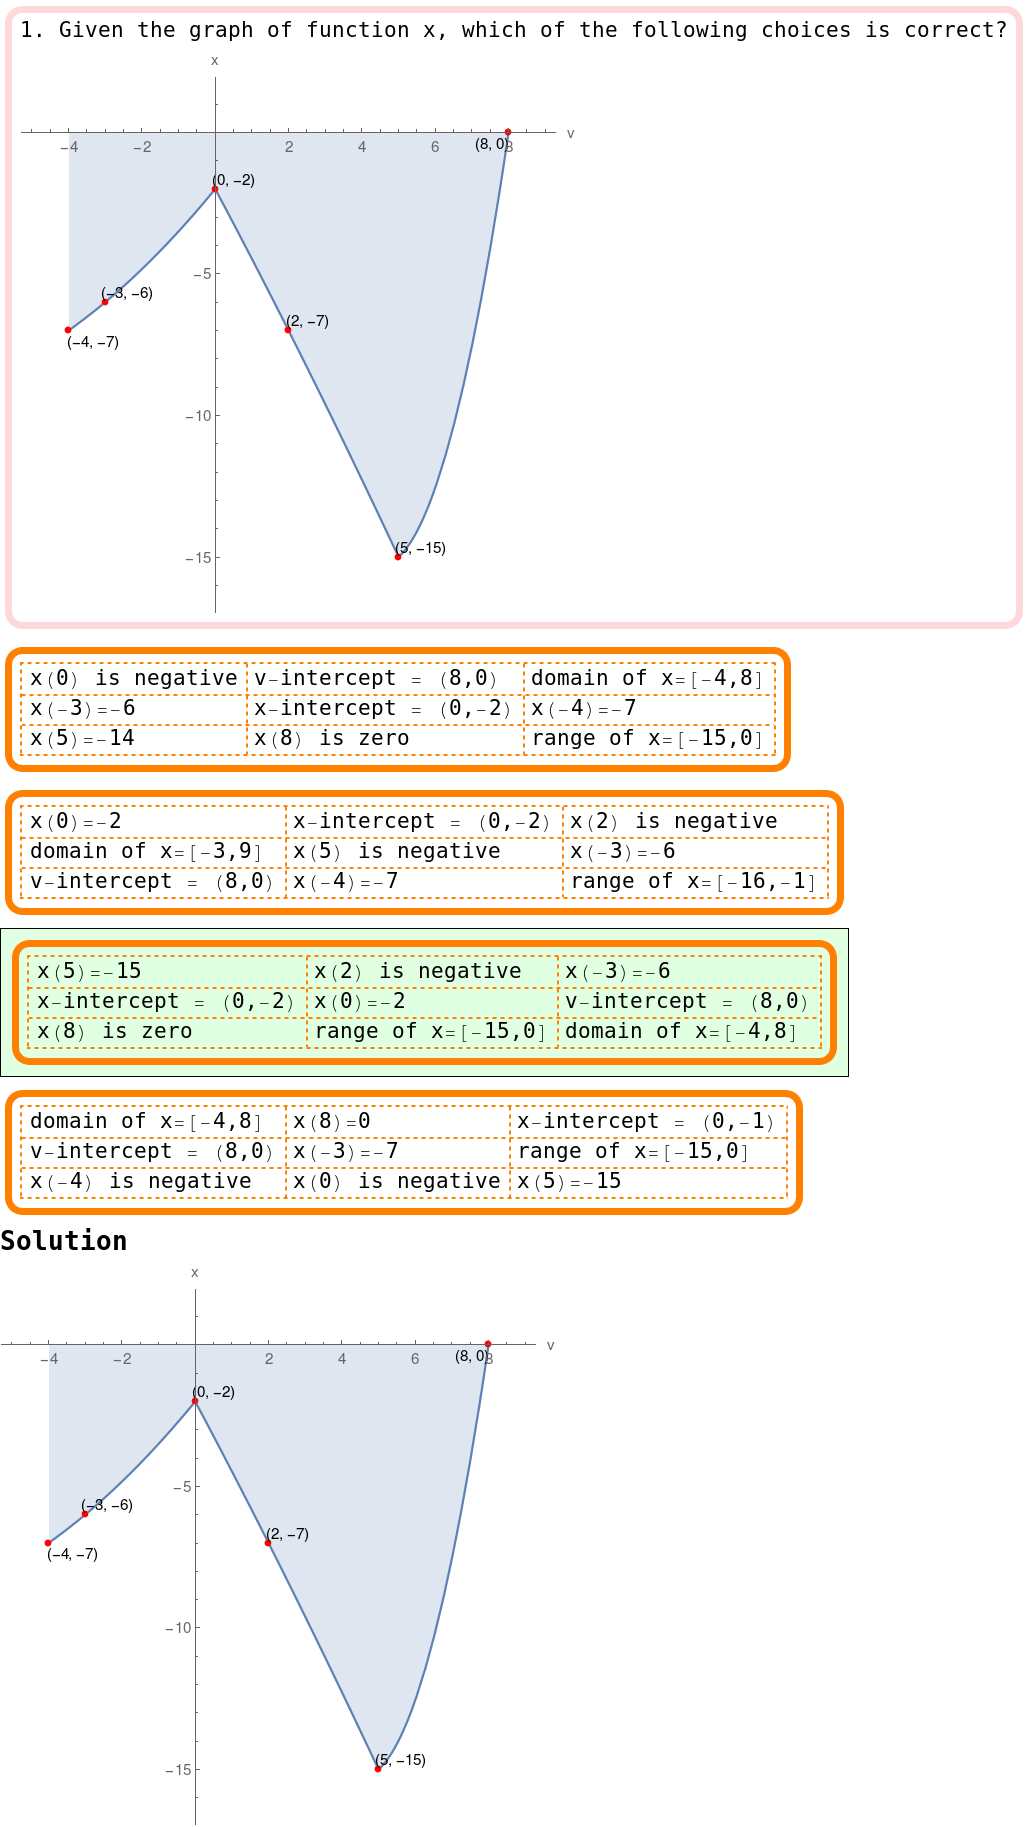 1. Given the graph of function x, which of the following choices is correct?
x
−4 −2 2 4 6 8 v
(8, 0)
(0, −2)
−5
(−3, −6)
(2, −7)
(−4, −7)
−10
(5, −15)
−15
x(0) is negative v-intercept = (8,0) domain of x=[-4,8]
x(-3)=-6 x-intercept = (0,-2) x(-4)=-7
x(5)=-14 x(8) is zero range of x=[-15,0]
x(0)=-2 x-intercept = (0,-2) x(2) is negative
domain of x=[-3,9] x(5) is negative x(-3)=-6
v-intercept = (8,0) x(-4)=-7 range of x=[-16,-1]
x(5)=-15 x(2) is negative x(-3)=-6
x-intercept = (0,-2) x(0)=-2 v-intercept = (8,0)
x(8) is zero range of x=[-15,0] domain of x=[-4,8]
domain of x=[-4,8] x(8)=0 x-intercept = (0,-1)
v-intercept = (8,0) x(-3)=-7 range of x=[-15,0]
x(-4) is negative x(0) is negative x(5)=-15
Solution
x
−4 −2 2 4 6 8 v
(8, 0)
(0, −2)
−5
(−3, −6)
(2, −7)
(−4, −7)
−10
(5, −15)
−15